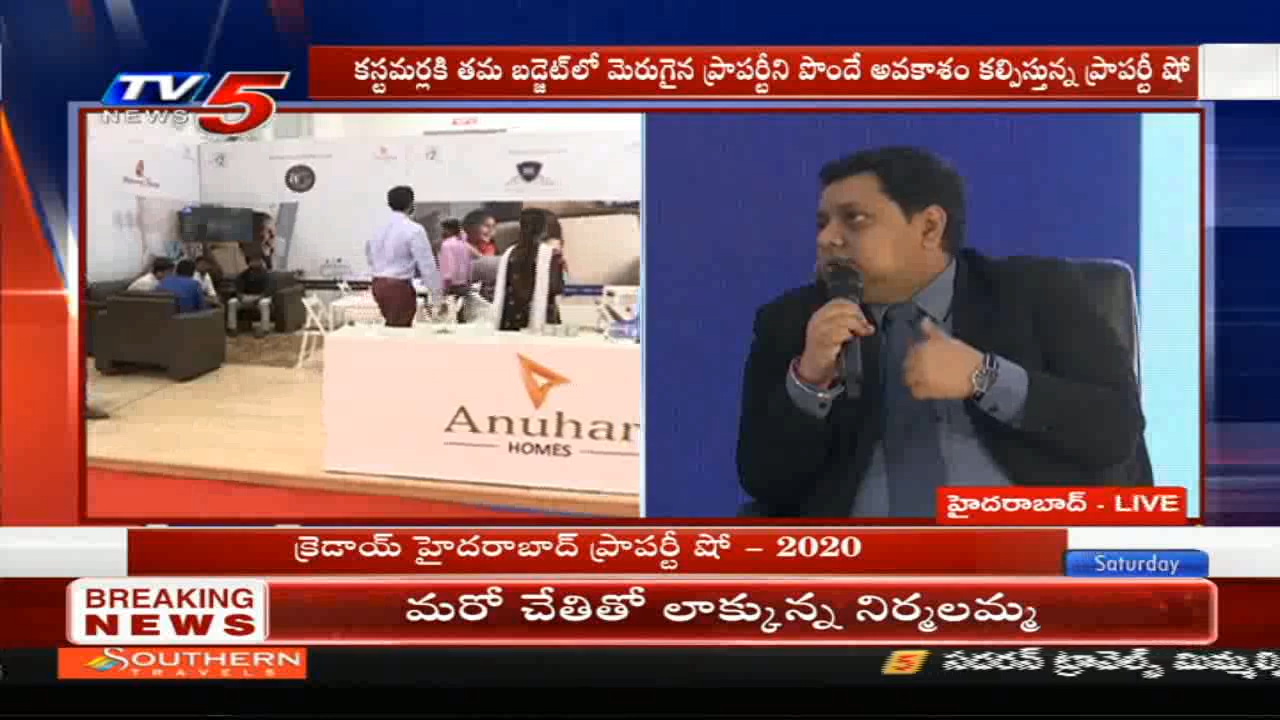 కస్టమర్లకి తమ బడ్జెట్‌లో మెరుగైన ప్రాపర్టీని పొందే అవకాశం కల్పిస్తున్న ప్రాపర్టీ షో
TV5
NEWS
Anuhar
HOMES
హైదరాబాద్ - LIVE
క్రెడాయ్ హైదరాబాద్ ప్రాపర్టీ షో – 2020
Saturday
BREAKING
NEWS
మరో చేతితో లాక్కున్న నిర్మలమ్మ
SOUTHERN
TRAVELS
5